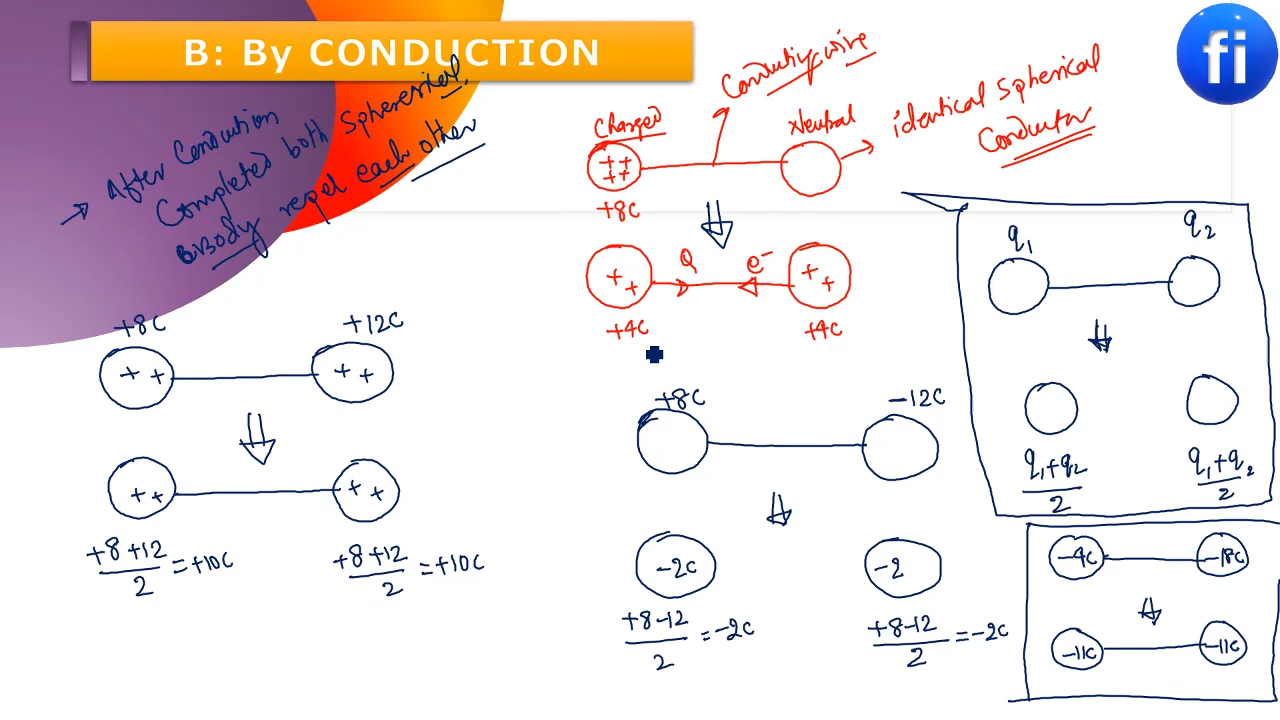 B: By CONDUCTION
fi
→ After Conduction
Completed both Sphererical
Body repel each other
Conducting wire
Charged
Neutral
identical Spherical
Conductor
++
++
+8C
Q
e⁻
+ +
+ +
+4C
+4C
+8C
+12C
+ +
+ +
+ +
+ +
+8+12/2 = +10C
+8+12/2 = +10C
+8C
-12C
-2C
-2
+8-12/2 = -2C
+8-12/2 = -2C
q₁
q₂
q₁+q₂/2
q₁+q₂/2
-18C
-11C
-11C